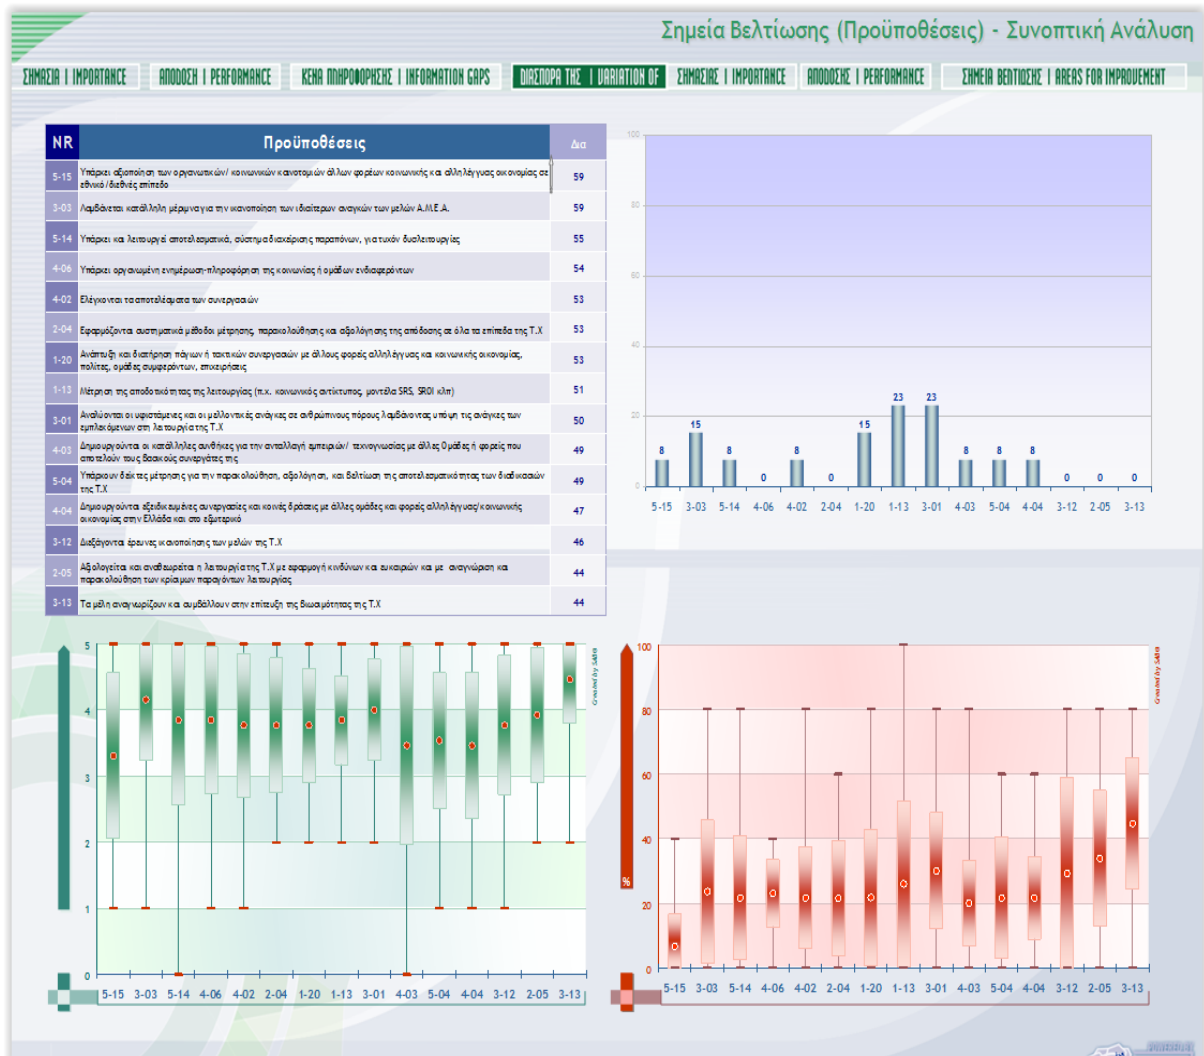 Σημεία Βελτίωσης (Προϋποθέσεις) - Συνοπτική Ανάλυση
ΣΗΜΑΣΙΑ | IMPORTANCE ΑΠΟΔΟΣΗ | PERFORMANCE ΚΕΝΑ ΠΛΗΡΟΦΟΡΗΣΗΣ | INFORMATION GAPS ΔΙΑΣΠΟΡΑ ΤΗΣ | VARIATION OF ΣΗΜΑΣΙΑΣ | IMPORTANCE ΑΠΟΔΟΣΗΣ | PERFORMANCE ΣΗΜΕΙΑ ΒΕΛΤΙΩΣΗΣ | AREAS FOR IMPROVEMENT
NR Προϋποθέσεις Δια
5-15 Υπάρχει αξιοποίηση των οργανωτικών/ κοινωνικών καινοτομιών άλλων φορέων κοινωνικής και αλληλέγγυας οικονομίας σε
εθνικό/διεθνές επίπεδο 59
3-03 Λαμβάνεται κατάλληλη μέριμνα για την ικανοποίηση των ιδιαίτερων αναγκών των μελών Α.Μ.Ε.Α. 59
5-14 Υπάρχει και λειτουργεί αποτελεσματικά, σύστημα διαχείρισης παραπόνων, για τυχόν δυσλειτουργίες 55
4-06 Υπάρχει οργανωμένη ενημέρωση-πληροφόρηση της κοινωνίας ή ομάδων ενδιαφερόντων 54
4-02 Ελέγχονται τα αποτελέσματα των συνεργασιών 53
2-04 Εφαρμόζονται συστηματικά μέθοδοι μέτρησης, παρακολούθησης και αξιολόγησης της απόδοσης σε όλα τα επίπεδα της Τ.Χ 53
1-20 Ανάπτυξη και διατήρηση πάγιων ή τακτικών συνεργασιών με άλλους φορείς αλληλέγγυας και κοινωνικής οικονομίας,
πολίτες, ομάδες συμφερόντων, επιχειρήσεις 53
1-13 Μέτρηση της αποδοτικότητας της λειτουργίας (π.χ. κοινωνικός αντίκτυπος, μοντέλα SRS, SROI κλπ) 51
3-01 Αναλύονται οι υφιστάμενες και οι μελλοντικές ανάγκες σε ανθρώπινους πόρους λαμβάνοντας υπόψη τις ανάγκες των
εμπλεκόμενων στη λειτουργία της Τ.Χ 50
4-03 Δημιουργούνται οι κατάλληλες συνθήκες για την ανταλλαγή εμπειριών/ τεχνογνωσίας με άλλες Ομάδες ή φορείς που
αποτελούν τους βασικούς συνεργάτες της 49
5-04 Υπάρχουν δείκτες μέτρησης για την παρακολούθηση, αξιολόγηση, και βελτίωση της αποτελεσματικότητας των διαδικασιών
της Τ.Χ 49
4-04 Δημιουργούνται εξειδικευμένες συνεργασίες και κοινές δράσεις με άλλες ομάδες και φορείς αλληλέγγυας/κοινωνικής
οικονομίας στην Ελλάδα και στο εξωτερικό 47
3-12 Διεξάγονται έρευνες ικανοποίησης των μελών της Τ.Χ 46
2-05 Αξιολογείται και αναθεωρείται η λειτουργία της Τ.Χ με εφαρμογή κινδύνων και ευκαιριών και με αναγνώριση και
παρακολούθηση των κρίσιμων παραγόντων λειτουργίας 44
3-13 Τα μέλη αναγνωρίζουν και συμβάλλουν στην επίτευξη της βιωσιμότητας της Τ.Χ 44
100
80
60
40
20
0
8 15 8 0 8 0 15 23 23 8 8 8 0 0 0
5-15 3-03 5-14 4-06 4-02 2-04 1-20 1-13 3-01 4-03 5-04 4-04 3-12 2-05 3-13
5
4
3
2
1
0
Created by SABA
5-15 3-03 5-14 4-06 4-02 2-04 1-20 1-13 3-01 4-03 5-04 4-04 3-12 2-05 3-13
100
80
60
40
20
0
%
Created by SABA
5-15 3-03 5-14 4-06 4-02 2-04 1-20 1-13 3-01 4-03 5-04 4-04 3-12 2-05 3-13